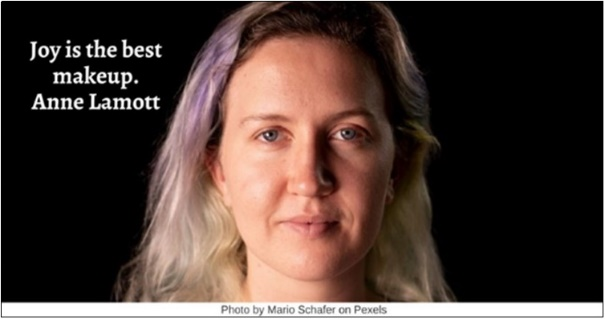 Joy is the best
makeup.
Anne Lamott
Photo by Mario Schafer on Pexels